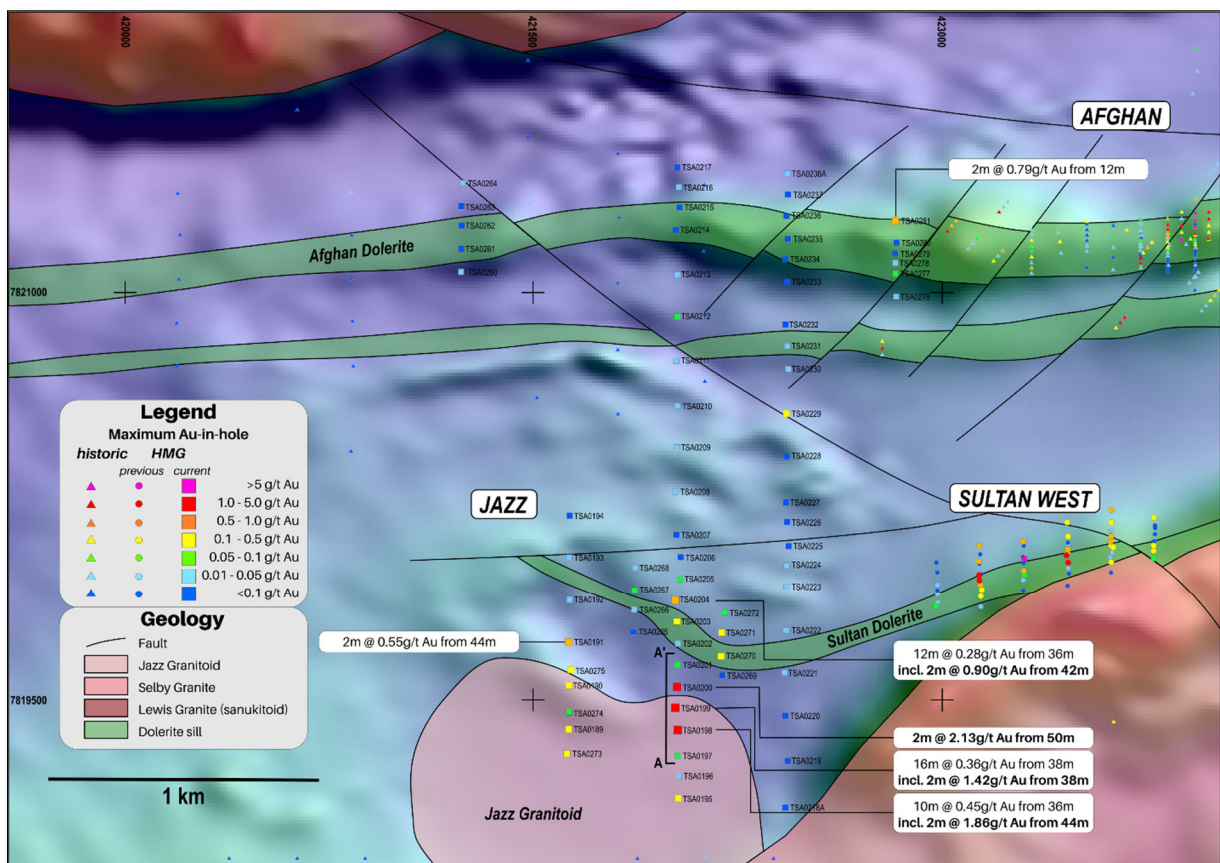 420000
421500
423000
AFGHAN
2m @ 0.79g/t Au from 12m
TSA0264
TSA0263
TSA0262
TSA0261
TSA0260
TSA0217
TSA0216
TSA0215
TSA0214
TSA0213
TSA0212
TSA0211
TSA0210
TSA0209
TSA0208
TSA0207
TSA0206
TSA0205
TSA0204
TSA0203
TSA0202
TSA0201
TSA0200
TSA0199
TSA0198
TSA0197
TSA0196
TSA0195
TSA0238A
TSA0237
TSA0236
TSA0235
TSA0234
TSA0233
TSA0232
TSA0231
TSA0230
TSA0229
TSA0228
TSA0227
TSA0226
TSA0225
TSA0224
TSA0223
TSA0222
TSA0221
TSA0220
TSA0219
TSA0218A
TSA0281
TSA0280
TSA0279
TSA0278
TSA0277
TSA0276
Afghan Dolerite
7821000
JAZZ
SULTAN WEST
TSA0194
TSA0193
TSA0192
TSA0191
TSA0275
TSA0190
TSA0274
TSA0189
TSA0273
TSA0268
TSA0267
TSA0266
TSA0265
TSA0272
TSA0271
TSA0270
TSA0269
Sultan Dolerite
2m @ 0.55g/t Au from 44m
A'
A
12m @ 0.28g/t Au from 36m
incl. 2m @ 0.90g/t Au from 42m
2m @ 2.13g/t Au from 50m
16m @ 0.36g/t Au from 38m
incl. 2m @ 1.42g/t Au from 38m
10m @ 0.45g/t Au from 36m
incl. 2m @ 1.86g/t Au from 44m
7819500
Jazz Granitoid
Legend
Maximum Au-in-hole
historic HMG
previous current
>5 g/t Au
1.0 - 5.0 g/t Au
0.5 - 1.0 g/t Au
0.1 - 0.5 g/t Au
0.05 - 0.1 g/t Au
0.01 - 0.05 g/t Au
<0.1 g/t Au
Geology
Fault
Jazz Granitoid
Selby Granite
Lewis Granite (sanukitoid)
Dolerite sill
1 km